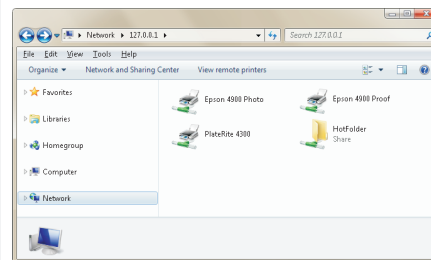 Network ▸ 127.0.0.1 ▸
Search 127.0.0.1
File Edit View Tools Help
Organize Network and Sharing Center View remote printers
Favorites
Libraries
Homegroup
Computer
Network
Epson 4900 Photo
Epson 4900 Proof
PlateRite 4300
HotFolder
Share